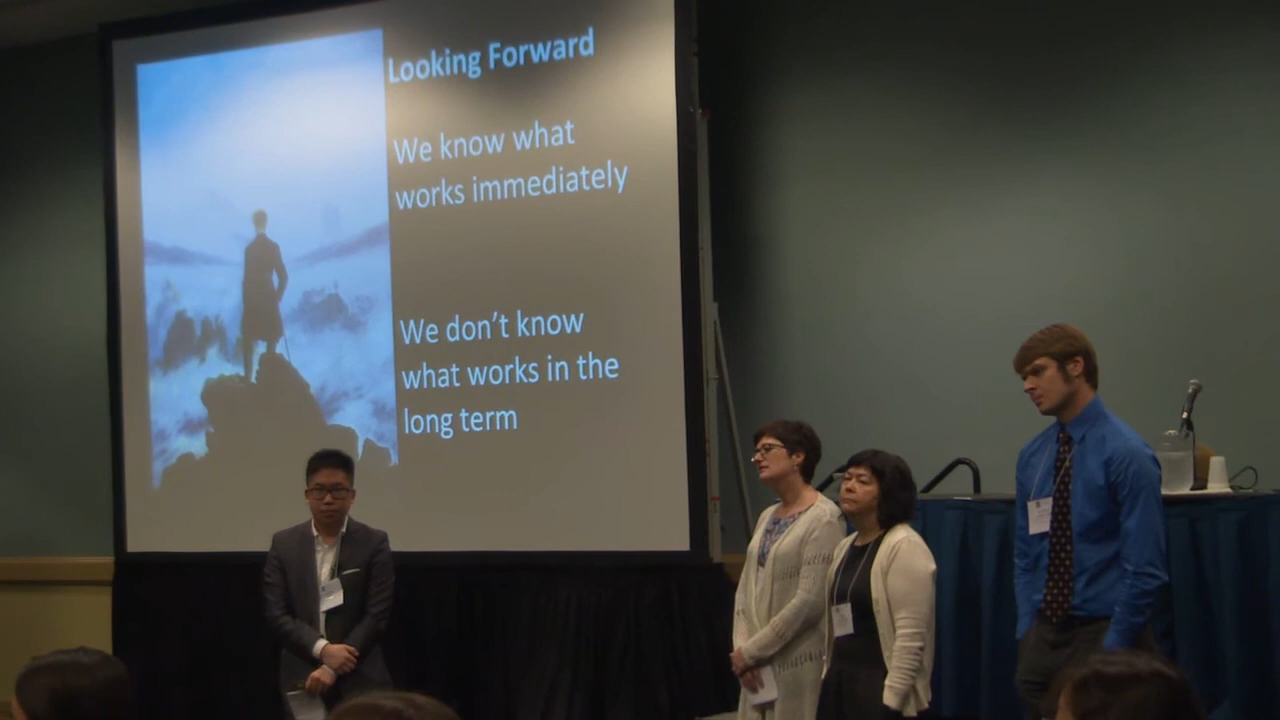 Looking Forward
We know what
works immediately
We don't know
what works in the
long term